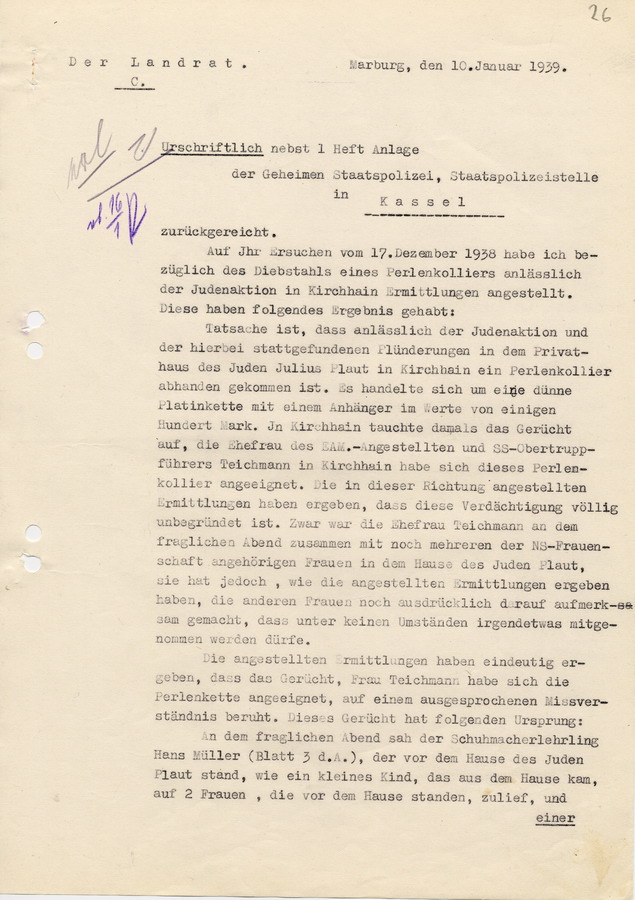 26
Der Landrat.
Marburg, den 10.Januar 1939.
C.
Urschriftlich nebst 1 Heft Anlage
der Geheimen Staatspolizei, Staatspolizeistelle
in
Kassel
zurückgereicht.
16
1
Auf Jhr Ersuchen vom 17.Dezember 1938 habe ich be-
züglich des Diebstahls eines Perlenkolliers anlässlich
der Judenaktion in Kirchhain Ermittlungen angestellt.
Diese haben folgendes Ergebnis gehabt:
Tatsache ist, dass anlässlich der Judenaktion und
der hierbei stattgefundenen Plünderungen in dem Privat-
haus des Juden Julius Plaut in Kirchhain ein Perlenkollier
abhanden gekommen ist. Es handelte sich um eine dünne
Platinkette mit einem Anhänger im Werte von einigen
Hundert Mark. Jn Kirchhain tauchte damals das Gerücht
auf, die Ehefrau des EAM.-Angestellten und SS-Obertrupp-
führers Teichmann in Kirchhain habe sich dieses Perlen-
kollier angeeignet. Die in dieser Richtung angestellten
Ermittlungen haben ergeben, dass diese Verdächtigung völlig
unbegründet ist. Zwar war die Ehefrau Teichmann an dem
fraglichen Abend zusammen mit noch mehreren der NS-Frauen-
schaft angehörigen Frauen in dem Hause des Juden Plaut,
sie hat jedoch , wie die angestellten Ermittlungen ergeben
haben, die anderen Frauen noch ausdrücklich darauf aufmerk-sa
sam gemacht, dass unter keinen Umständen irgendetwas mitge-
nommen werden dürfe.
Die angestellten Ermittlungen haben eindeutig er-
geben, dass das Gerücht, Frau Teichmann habe sich die
Perlenkette angeeignet, auf einem ausgesprochenen Missver-
ständnis beruht. Dieses Gerücht hat folgenden Ursprung:
An dem fraglichen Abend sah der Schuhmacherlehrling
Hans Müller (Blatt 3 d.A.), der vor dem Hause des Juden
Plaut stand, wie ein kleines Kind, das aus dem Hause kam,
auf 2 Frauen , die vor dem Hause standen, zulief, und
einer